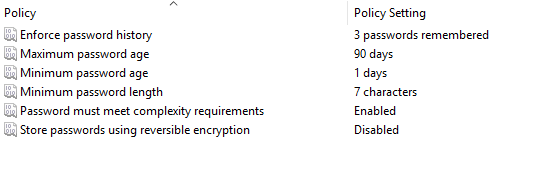 Policy Policy Setting
Enforce password history 3 passwords remembered
Maximum password age 90 days
Minimum password age 1 days
Minimum password length 7 characters
Password must meet complexity requirements Enabled
Store passwords using reversible encryption Disabled